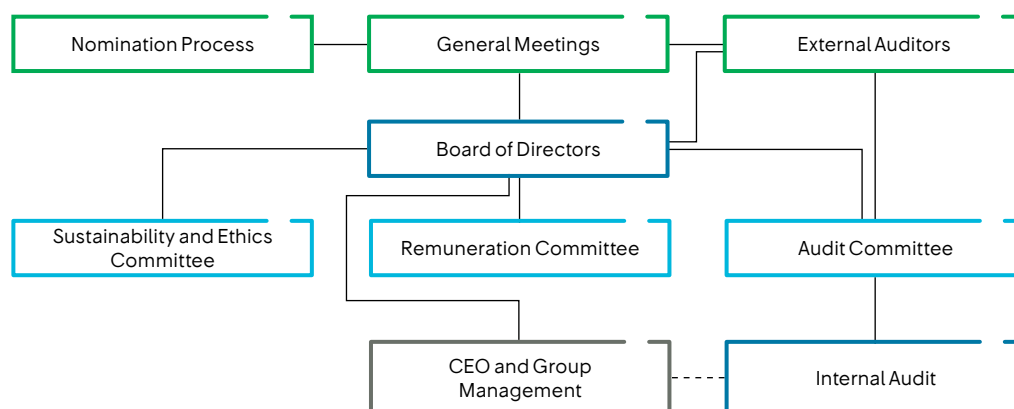 Nomination Process
General Meetings
External Auditors
Board of Directors
Sustainability and Ethics
Committee
Remuneration Committee
Audit Committee
CEO and Group
Management
Internal Audit